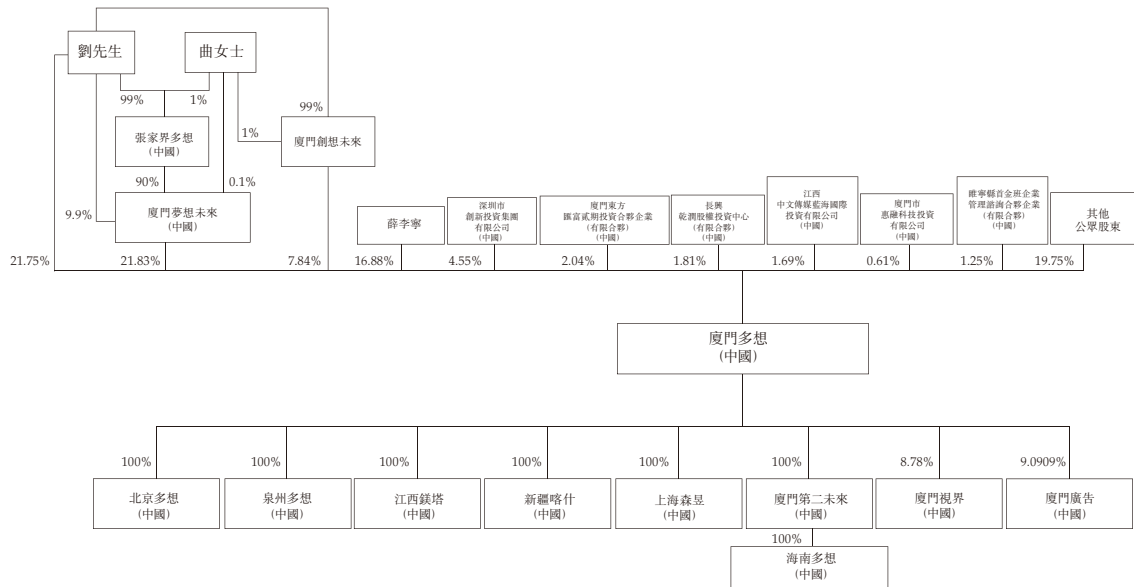 劉先生
曲女士
99%
1%
99%
張家界多想
(中國)
1%
廈門創想未來
90%
0.1%
9.9%
廈門夢想未來
(中國)
薛李寧
深圳市
創新投資集團
有限公司
(中國)
廈門東方
匯富貳期投資合夥企業
(有限合夥)
(中國)
長興
乾潤股權投資中心
(有限合夥)
(中國)
江西
中文傳媒藍海國際
投資有限公司
(中國)
廈門市
惠融科技投資
有限公司
(中國)
睢寧縣首金班企業
管理諮詢合夥企業
(有限合夥)
(中國)
其他
公眾股東
21.75%
21.83%
7.84%
16.88%
4.55%
2.04%
1.81%
1.69%
0.61%
1.25%
19.75%
廈門多想
(中國)
100%
100%
100%
100%
100%
100%
8.78%
9.0909%
北京多想
(中國)
泉州多想
(中國)
江西鎂塔
(中國)
新疆喀什
(中國)
上海森昱
(中國)
廈門第二未來
(中國)
廈門視界
(中國)
廈門廣告
(中國)
100%
海南多想
(中國)